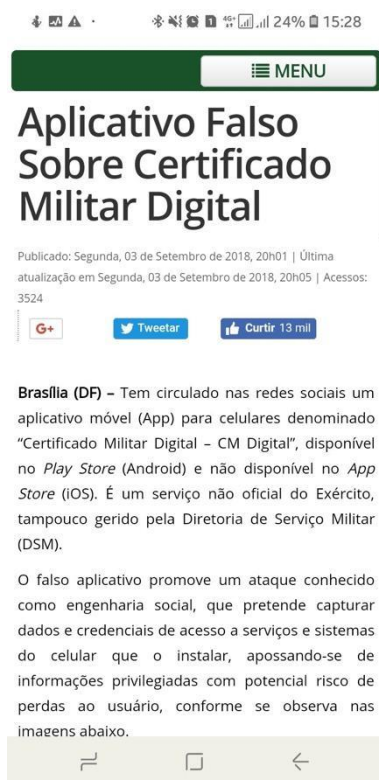 4G+ 24% 15:28
MENU
Aplicativo Falso
Sobre Certificado
Militar Digital
Publicado: Segunda, 03 de Setembro de 2018, 20h01 | Última
atualização em Segunda, 03 de Setembro de 2018, 20h05 | Acessos:
3524
G+ Tweetar Curtir 13 mil
Brasília (DF) – Tem circulado nas redes sociais um
aplicativo móvel (App) para celulares denominado
“Certificado Militar Digital – CM Digital”, disponível
no Play Store (Android) e não disponível no App
Store (iOS). É um serviço não oficial do Exército,
tampouco gerido pela Diretoria de Serviço Militar
(DSM).
O falso aplicativo promove um ataque conhecido
como engenharia social, que pretende capturar
dados e credenciais de acesso a serviços e sistemas
do celular que o instalar, apossando-se de
informações privilegiadas com potencial risco de
perdas ao usuário, conforme se observa nas
imagens abaixo.